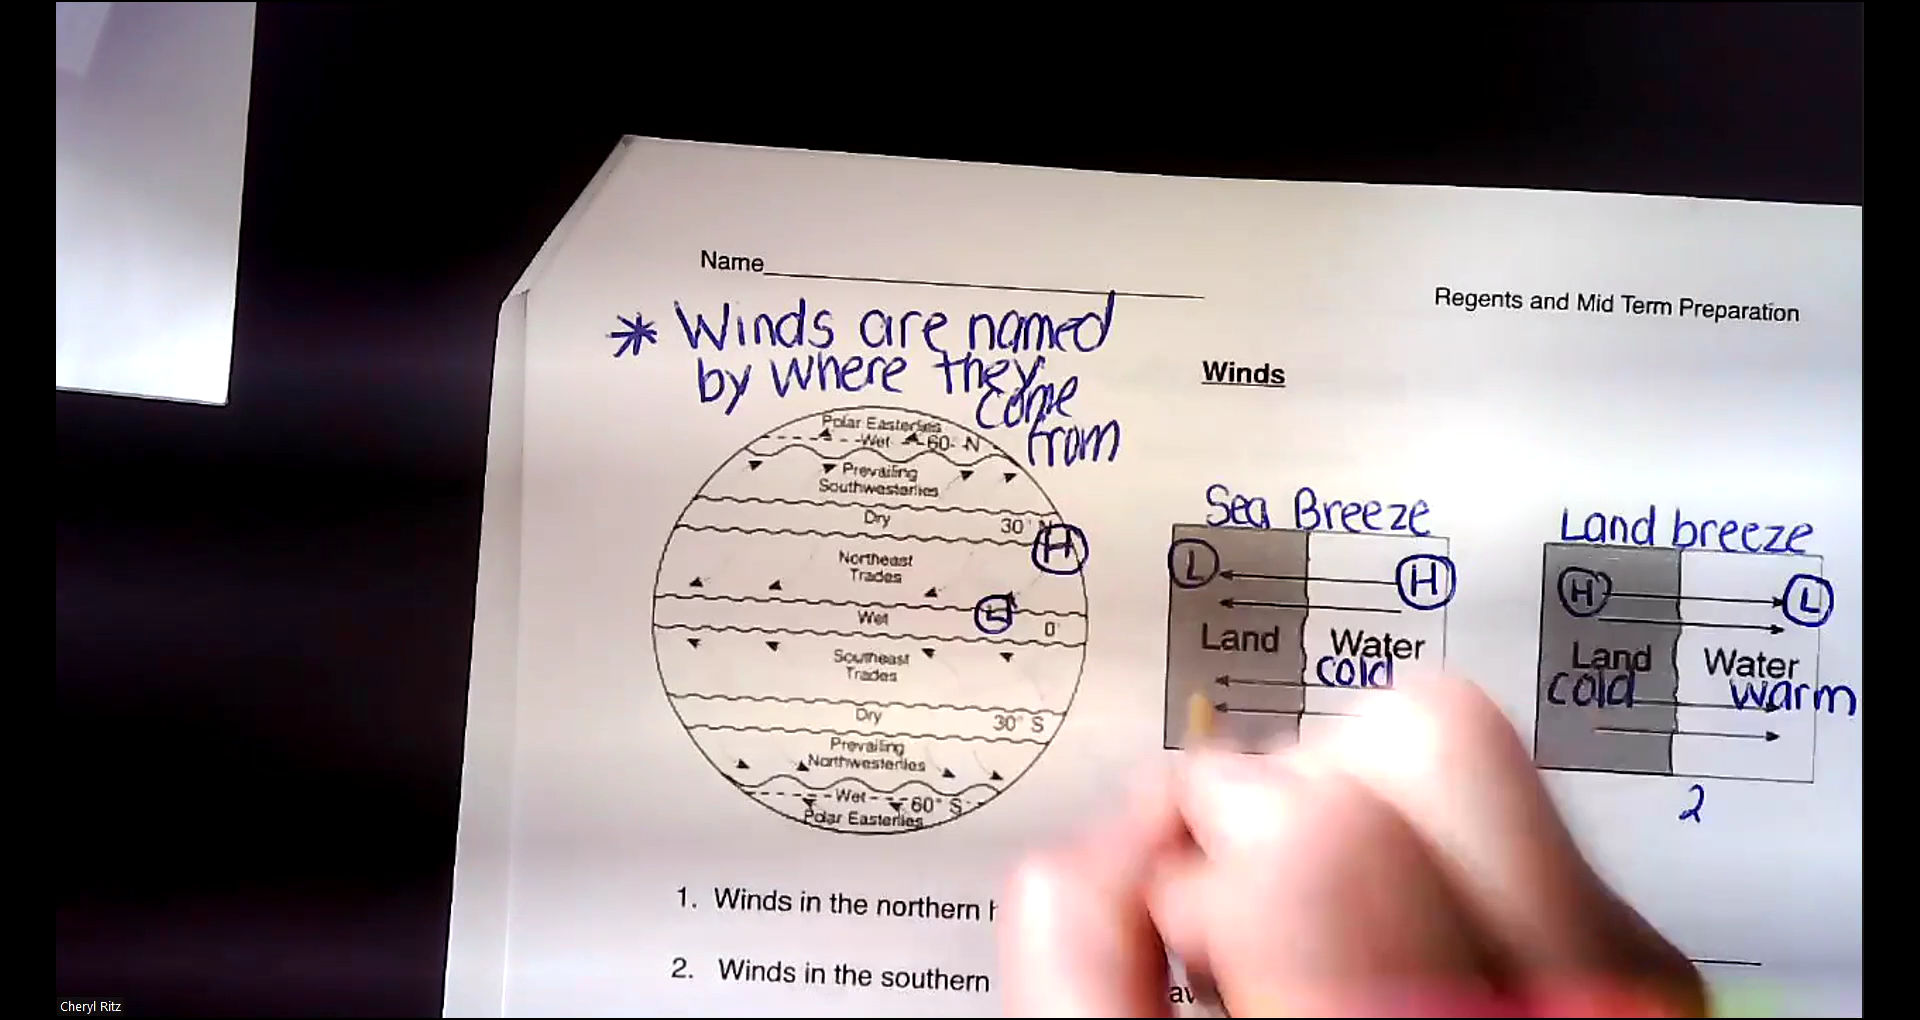 Name
Regents and Mid Term Preparation
* Winds are named
by where they
come
from
Winds
Polar Easterlies
Wet 60° N
Prevailing
Southwesterlies
Dry 30° N
H
Northeast
Trades
Wet L 0°
Southeast
Trades
Dry 30° S
Prevailing
Northwesterlies
Wet 60° S
Polar Easterlies
Sea Breeze
L H
Land Water
cold
Land breeze
H L
Land Water
cold warm
2
1. Winds in the northern
2. Winds in the southern
Cheryl Ritz